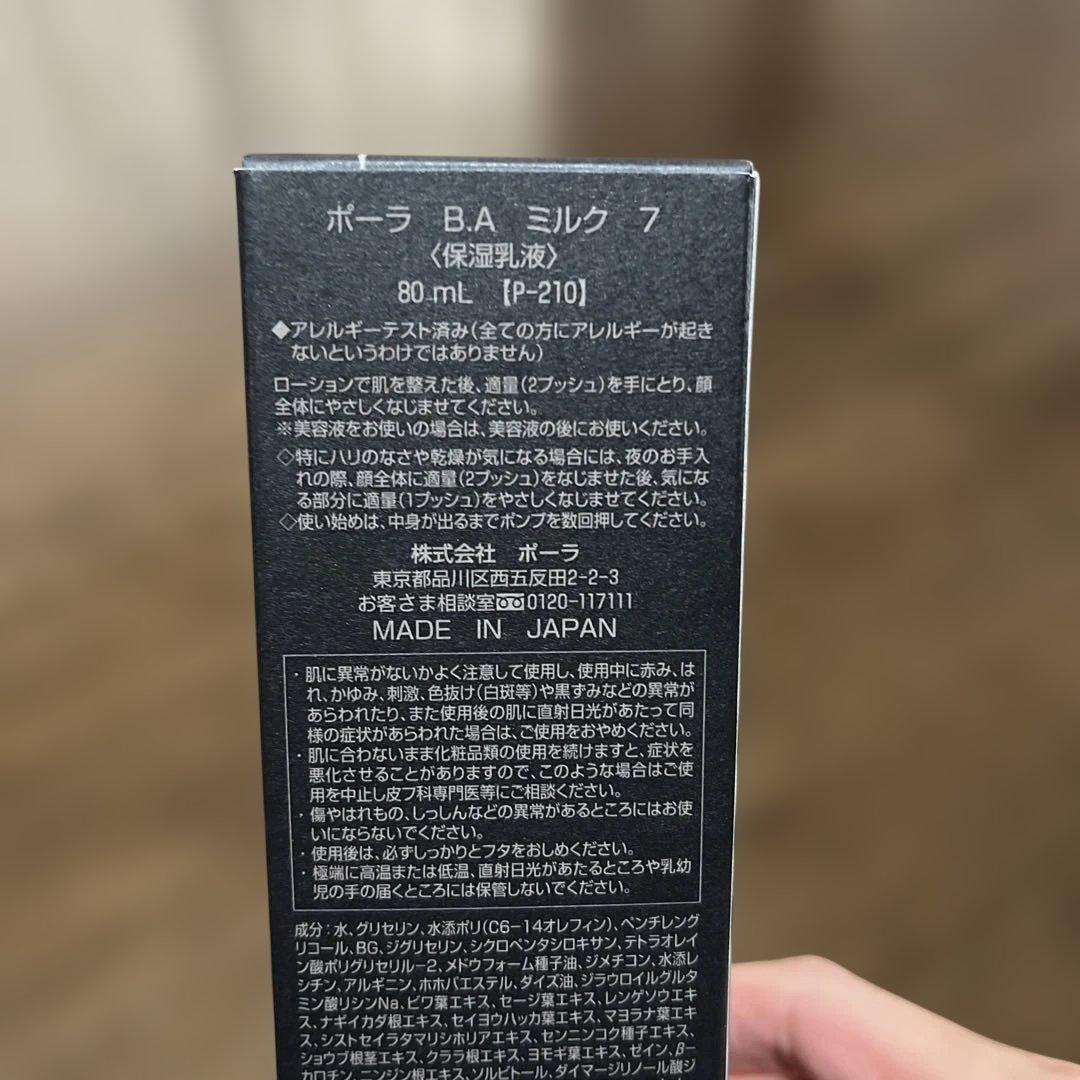 ポーラ B.A ミルク 7
〈保湿乳液〉
80 mL 【P-210】
◆アレルギーテスト済み(全ての方にアレルギーが起き
ないというわけではありません)
ローションで肌を整えた後、適量(2プッシュ)を手にとり、顔
全体にやさしくなじませてください。
※美容液をお使いの場合は、美容液の後にお使いください。
◇特にハリのなさや乾燥が気になる場合には、夜のお手入
れの際、顔全体に適量(2プッシュ)をなじませた後、気にな
る部分に適量(1プッシュ)をやさしくなじませてください。
◇使い始めは、中身が出るまでポンプを数回押してください。
株式会社 ポーラ
東京都品川区西五反田2-2-3
お客さま相談室 0120-117111
MADE IN JAPAN
・肌に異常がないかよく注意して使用し、使用中に赤み、は
れ、かゆみ、刺激、色抜け(白斑等)や黒ずみなどの異常が
あらわれたり、また使用後の肌に直射日光があたって同
様の症状があらわれた場合は、ご使用をおやめください。
・肌に合わないまま化粧品類の使用を続けますと、症状を
悪化させることがありますので、このような場合はご使
用を中止し皮フ科専門医等にご相談ください。
・傷やはれもの、しっしんなどの異常があるところにはお使
いにならないでください。
・使用後は、必ずしっかりとフタをおしめください。
・極端に高温または低温、直射日光があたるところや乳幼
児の手の届くところには保管しないでください。
成分:水、グリセリン、水添ポリ(C6-14オレフィン)、ペンチレング
リコール、BG、ジグリセリン、シクロペンタシロキサン、テトラオレイ
ン酸ポリグリセリル-2、メドウフォーム種子油、ジメチコン、水添レ
シチン、アルギニン、ホホバエステル、ダイズ油、ジラウロイルグルタ
ミン酸リシンNa、ビワ葉エキス、セージ葉エキス、レンゲソウエキ
ス、ナギイカダ根エキス、セイヨウハッカ葉エキス、マヨラナ葉エキ
ス、シストセイラタマリシホリアエキス、センニンコク種子エキス、
ショウブ根茎エキス、クララ根エキス、ヨモギ葉エキス、ゼイン、β-
カロチン、ニンジン根エキス、ソルビトール、ダイマージリノール酸ジ